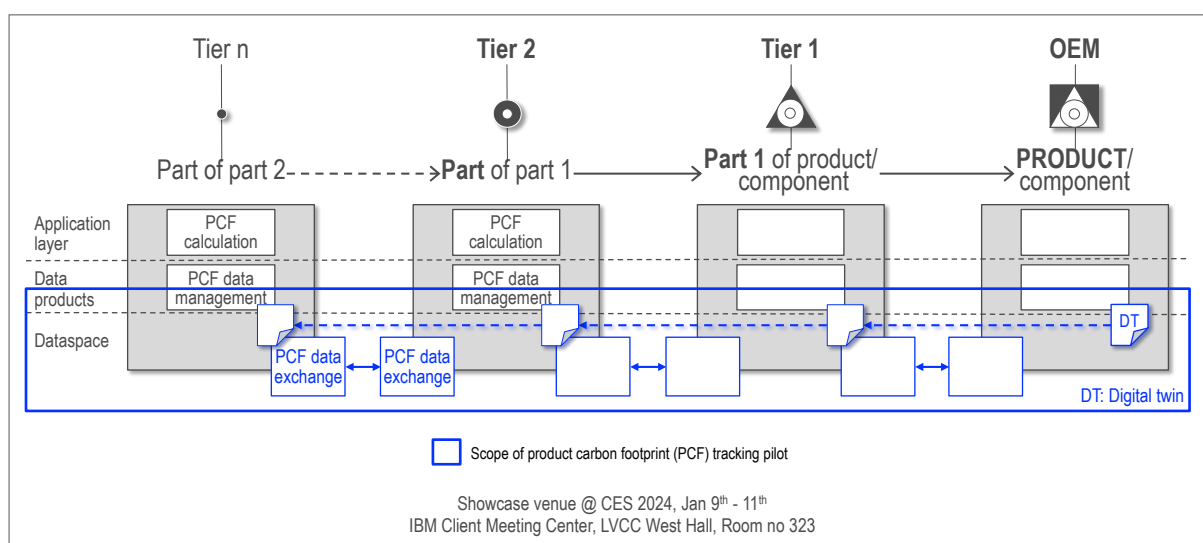 Tier n
Tier 2
Tier 1
OEM
Part of part 2
Part of part 1
Part 1 of product/
component
PRODUCT/
component
Application
layer
PCF
calculation
PCF
calculation
Data
products
PCF data
management
PCF data
management
Dataspace
DT
PCF data
exchange
PCF data
exchange
DT: Digital twin
Scope of product carbon footprint (PCF) tracking pilot
Showcase venue @ CES 2024, Jan 9th - 11th
IBM Client Meeting Center, LVCC West Hall, Room no 323